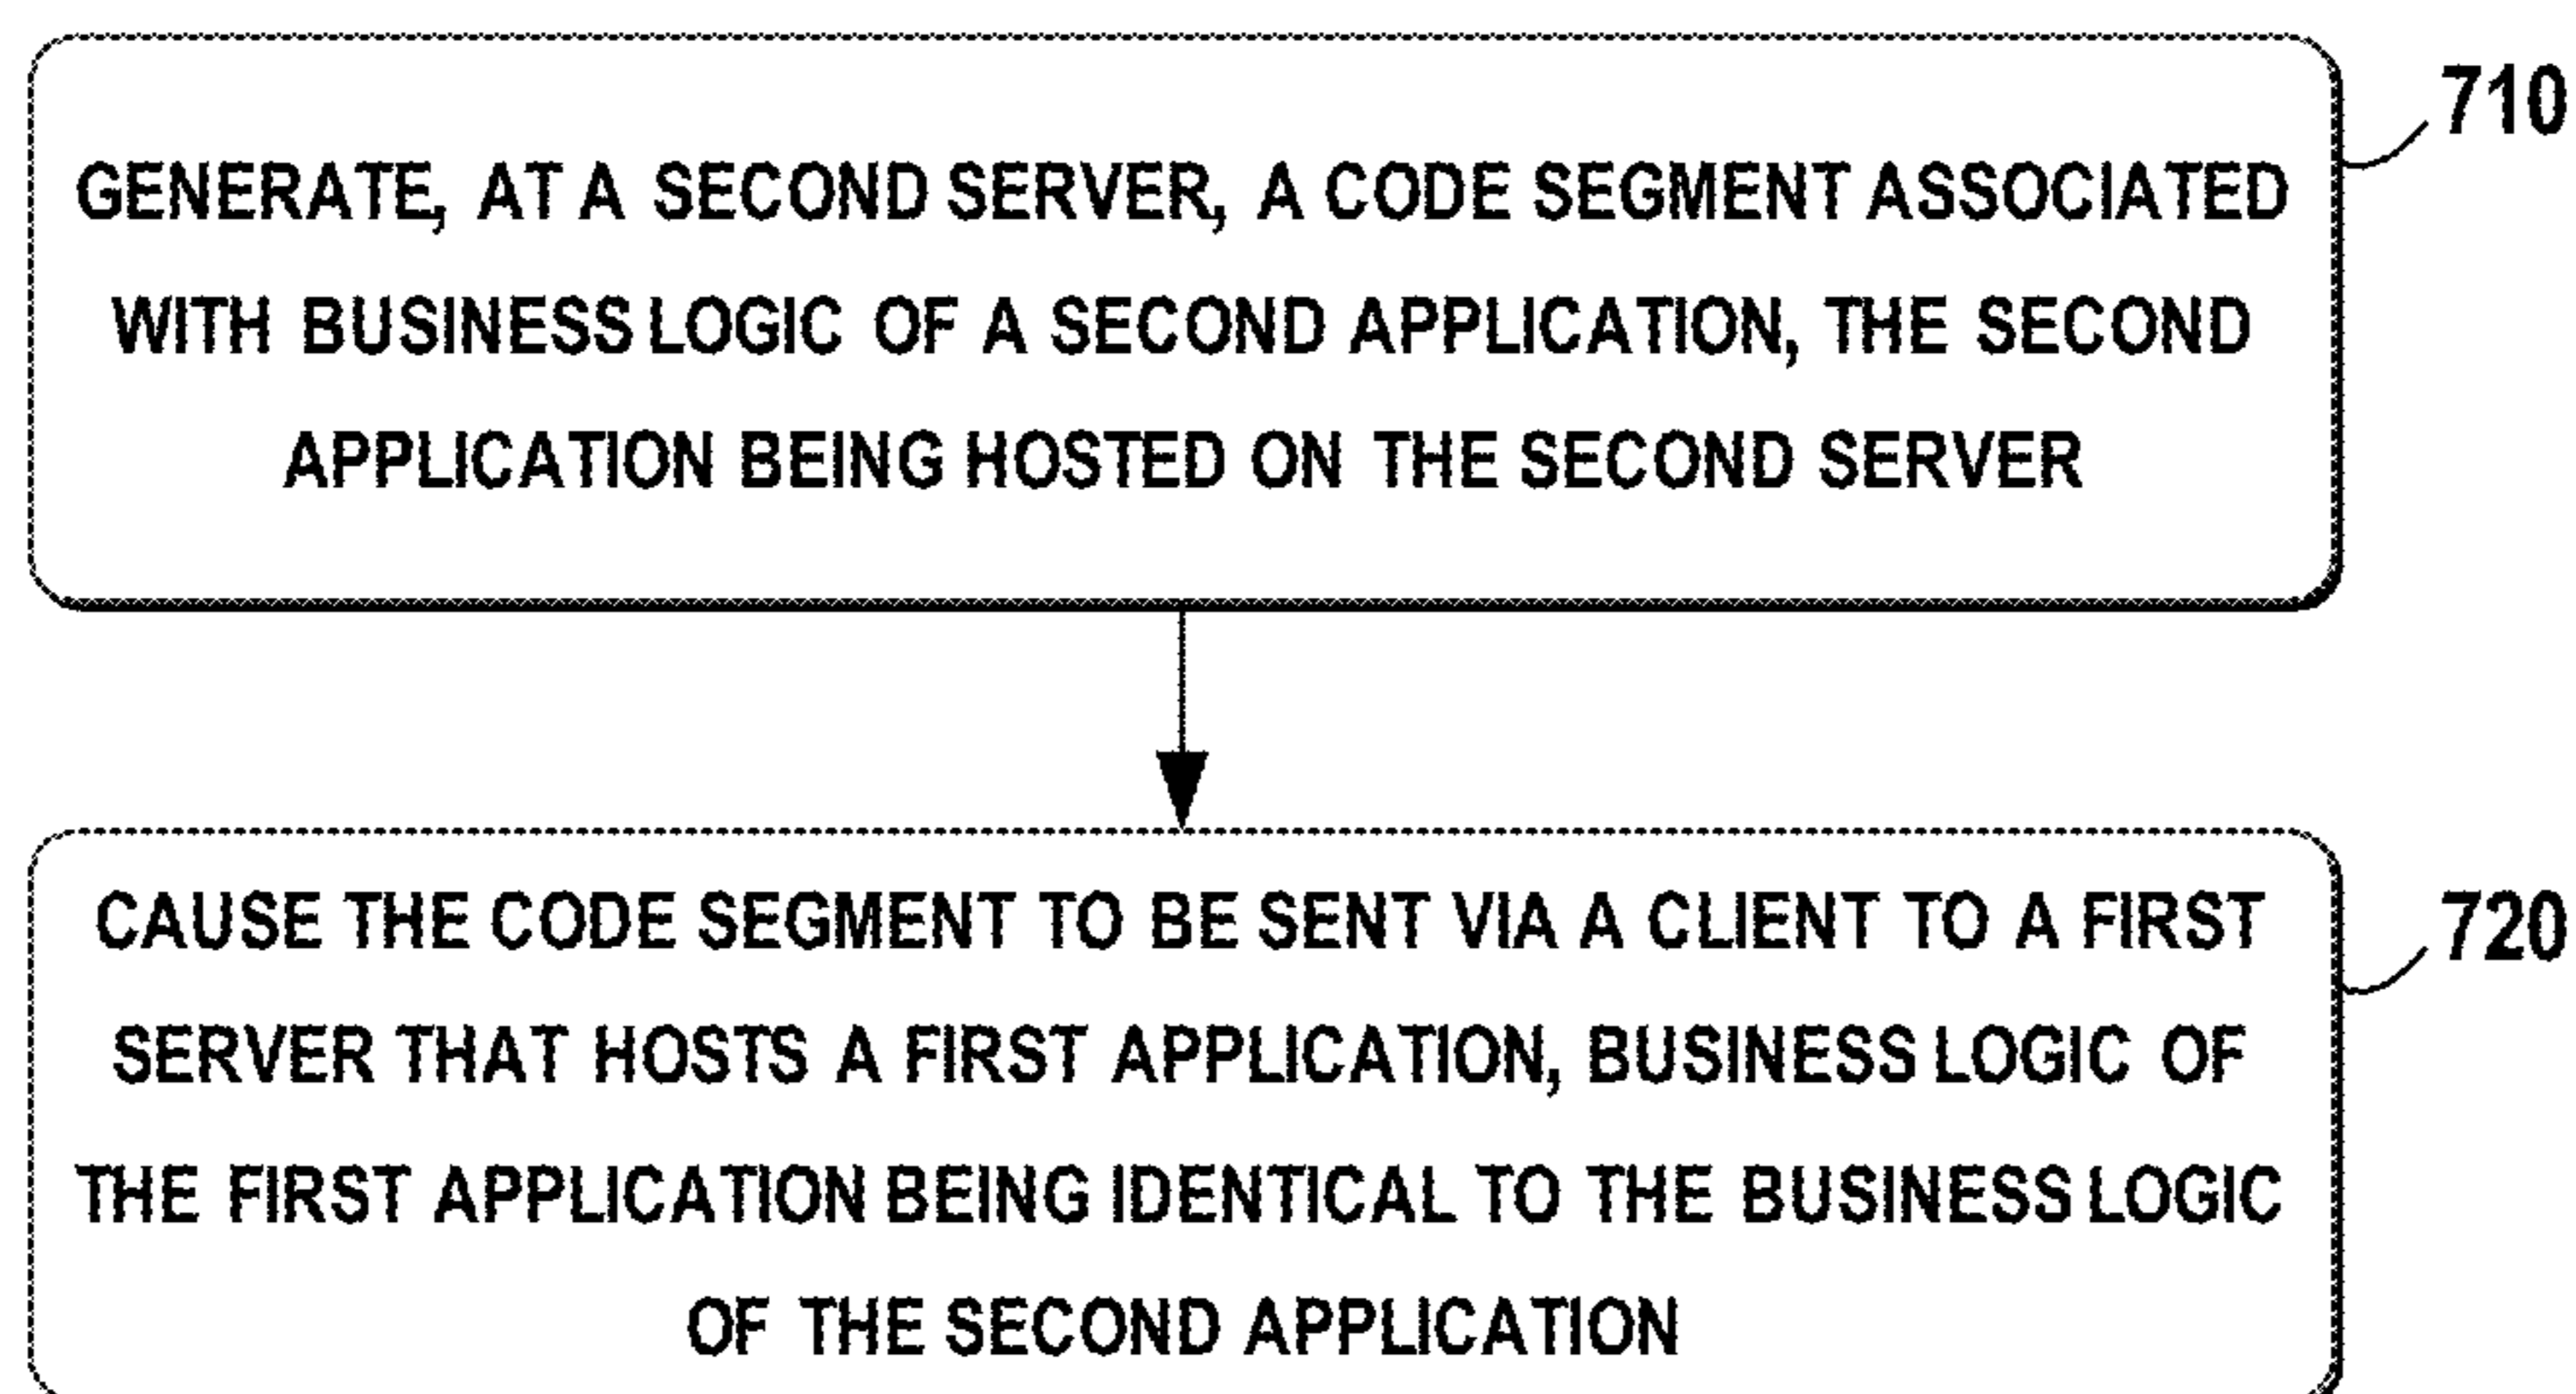 710
GENERATE, AT A SECOND SERVER, A CODE SEGMENT ASSOCIATED
WITH BUSINESS LOGIC OF A SECOND APPLICATION, THE SECOND
APPLICATION BEING HOSTED ON THE SECOND SERVER
720
CAUSE THE CODE SEGMENT TO BE SENT VIA A CLIENT TO A FIRST
SERVER THAT HOSTS A FIRST APPLICATION, BUSINESS LOGIC OF
THE FIRST APPLICATION BEING IDENTICAL TO THE BUSINESS LOGIC
OF THE SECOND APPLICATION